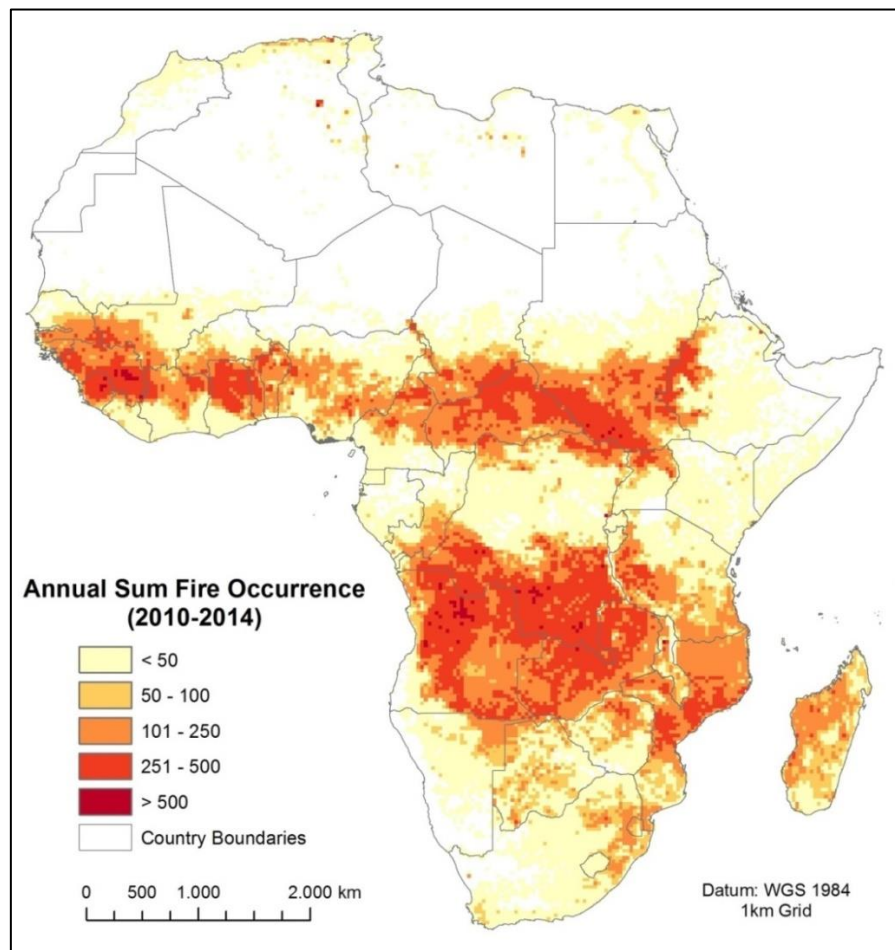 Annual Sum Fire Occurrence
(2010-2014)
< 50
50 - 100
101 - 250
251 - 500
> 500
Country Boundaries
0 500 1.000 2.000 km
Datum: WGS 1984
1km Grid